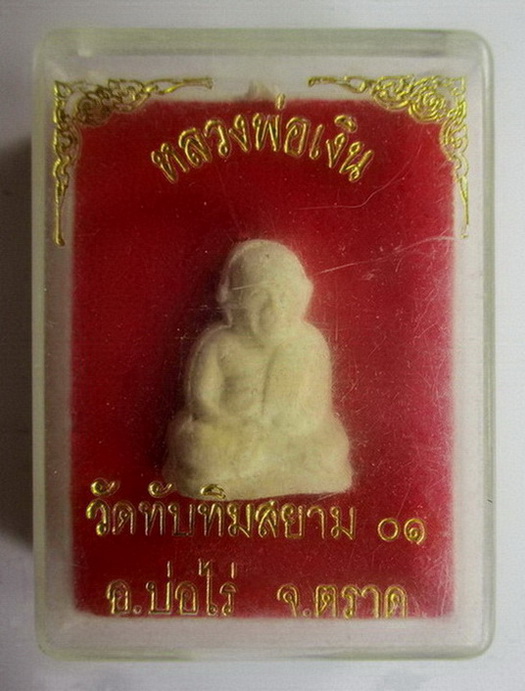 หลวงพ่อเงิน
วัดทับทิมสยาม ๐๑
อ.บ่อไร่ จ.ตราด